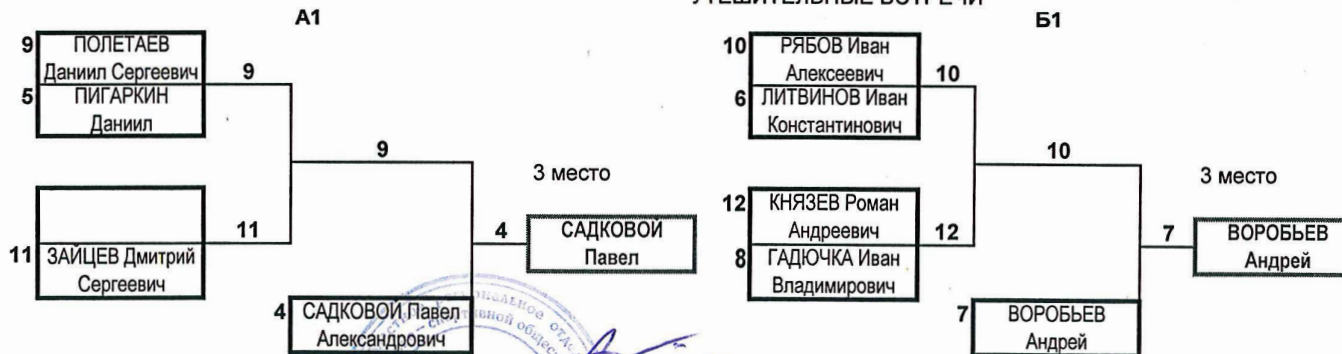 А1
Б1
9 ПОЛЕТАЕВ
Даниил Сергеевич
9
5 ПИГАРКИН
Даниил
9
11
11 ЗАЙЦЕВ Дмитрий
Сергеевич
3 место
4
САДКОВОЙ
Павел
4 САДКОВОЙ Павел
Александрович
10 РЯБОВ Иван
Алексеевич
10
6 ЛИТВИНОВ Иван
Константинович
10
12 КНЯЗЕВ Роман
Андреевич
12
8 ГАДЮЧКА Иван
Владимирович
3 место
7
ВОРОБЬЕВ
Андрей
7 ВОРОБЬЕВ
Андрей